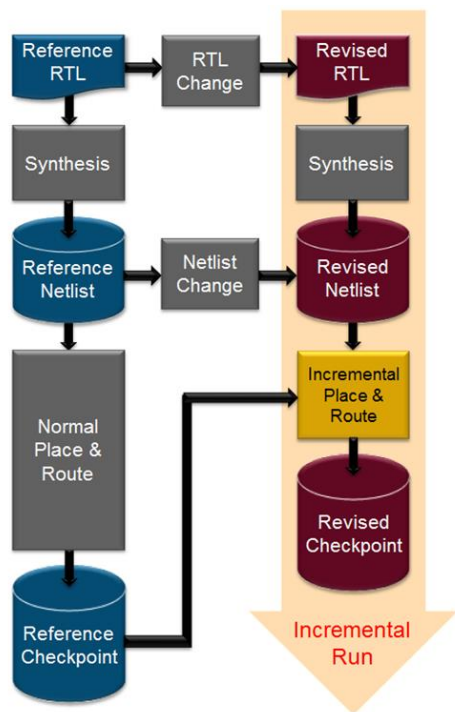 Reference
RTL
RTL
Change
Revised
RTL
Synthesis
Synthesis
Reference
Netlist
Netlist
Change
Revised
Netlist
Normal
Place &
Route
Incremental
Place &
Route
Revised
Checkpoint
Reference
Checkpoint
Incremental
Run